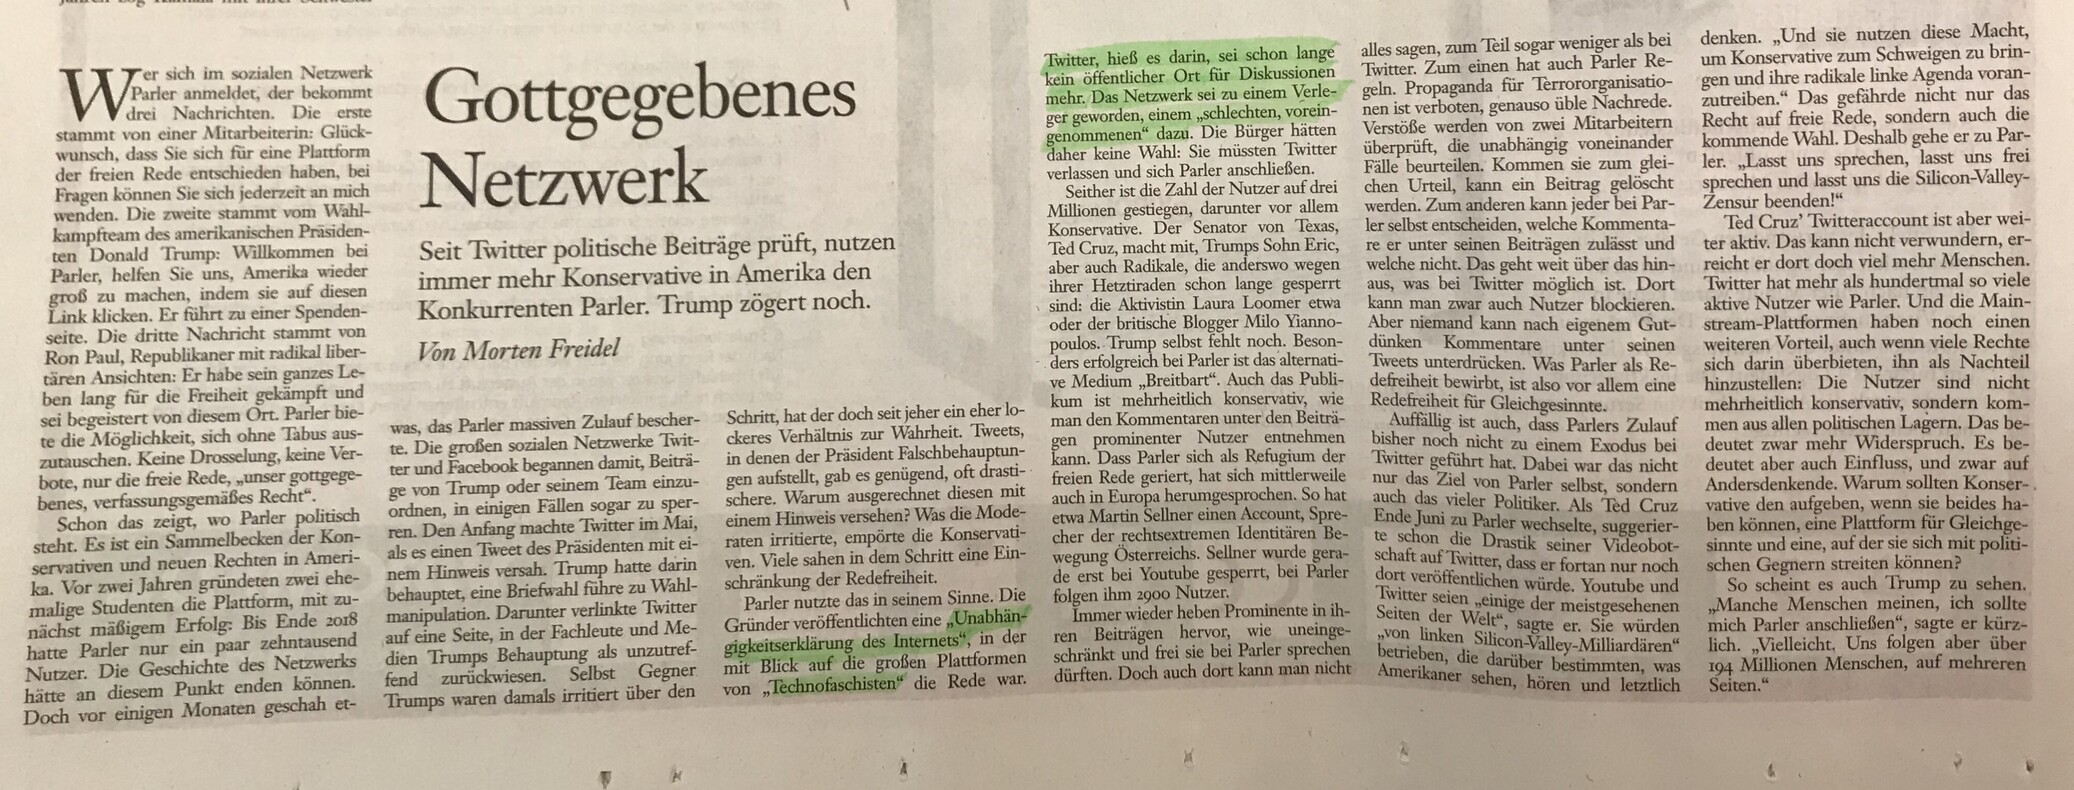 Wer sich im sozialen Netzwerk
Parler anmeldet, der bekommt
drei Nachrichten. Die erste
stammt von einer Mitarbeiterin: Glück-
wunsch, dass Sie sich für eine Plattform
der freien Rede entschieden haben, bei
Fragen können Sie sich jederzeit an mich
wenden. Die zweite stammt vom Wahl-
kampfteam des amerikanischen Präsiden-
ten Donald Trump: Willkommen bei
Parler, helfen Sie uns, Amerika wieder
groß zu machen, indem sie auf diesen
Link klicken. Er führt zu einer Spenden-
seite. Die dritte Nachricht stammt von
Ron Paul, Republikaner mit radikal liber-
tären Ansichten: Er habe sein ganzes Le-
ben lang für die Freiheit gekämpft und
sei begeistert von diesem Ort. Parler bie-
te die Möglichkeit, sich ohne Tabus aus-
zutauschen. Keine Drosselung, keine Ver-
bote, nur die freie Rede, „unser gottgege-
benes, verfassungsgemäßes Recht“.
Schon das zeigt, wo Parler politisch
steht. Es ist ein Sammelbecken der Kon-
servativen und neuen Rechten in Ameri-
ka. Vor zwei Jahren gründeten zwei ehe-
malige Studenten die Plattform, mit zu-
nächst mäßigem Erfolg: Bis Ende 2018
hatte Parler nur ein paar zehntausend
Nutzer. Die Geschichte des Netzwerks
hätte an diesem Punkt enden können.
Doch vor einigen Monaten geschah et-
Gottgegebenes
Netzwerk
Seit Twitter politische Beiträge prüft, nutzen
immer mehr Konservative in Amerika den
Konkurrenten Parler. Trump zögert noch.
Von Morten Freidel
was, das Parler massiven Zulauf bescher-
te. Die großen sozialen Netzwerke Twit-
ter und Facebook begannen damit, Beiträ-
ge von Trump oder seinem Team einzu-
ordnen, in einigen Fällen sogar zu sper-
ren. Den Anfang machte Twitter im Mai,
als es einen Tweet des Präsidenten mit ei-
nem Hinweis versah. Trump hatte darin
behauptet, eine Briefwahl führe zu Wahl-
manipulation. Darunter verlinkte Twitter
auf eine Seite, in der Fachleute und Me-
dien Trumps Behauptung als unzutref-
fend zurückwiesen. Selbst Gegner
Trumps waren damals irritiert über den
Schritt, hat der doch seit jeher ein eher lo-
ckeres Verhältnis zur Wahrheit. Tweets,
in denen der Präsident Falschbehauptun-
gen aufstellt, gab es genügend, oft drasti-
schere. Warum ausgerechnet diesen mit
einem Hinweis versehen? Was die Mode-
raten irritierte, empörte die Konservati-
ven. Viele sahen in dem Schritt eine Ein-
schränkung der Redefreiheit.
Parler nutzte das in seinem Sinne. Die
Gründer veröffentlichten eine „Unabhän-
gigkeitserklärung des Internets“, in der
mit Blick auf die großen Plattformen
von „Technofaschisten“ die Rede war.
Twitter, hieß es darin, sei schon lange
kein öffentlicher Ort für Diskussionen
mehr. Das Netzwerk sei zu einem Verle-
ger geworden, einem „schlechten, vorein-
genommenen“ dazu. Die Bürger hätten
daher keine Wahl: Sie müssten Twitter
verlassen und sich Parler anschließen.
Seither ist die Zahl der Nutzer auf drei
Millionen gestiegen, darunter vor allem
Konservative. Der Senator von Texas,
Ted Cruz, macht mit, Trumps Sohn Eric,
aber auch Radikale, die anderswo wegen
ihrer Hetztiraden schon lange gesperrt
sind: die Aktivistin Laura Loomer etwa
oder der britische Blogger Milo Yianno-
poulos. Trump selbst fehlt noch. Beson-
ders erfolgreich bei Parler ist das alternati-
ve Medium „Breitbart“. Auch das Publi-
kum ist mehrheitlich konservativ, wie
man den Kommentaren unter den Beiträ-
gen prominenter Nutzer entnehmen
kann. Dass Parler sich als Refugium der
freien Rede geriert, hat sich mittlerweile
auch in Europa herumgesprochen. So hat
etwa Martin Sellner einen Account, Spre-
cher der rechtsextremen Identitären Be-
wegung Österreichs. Sellner wurde gera-
de erst bei Youtube gesperrt, bei Parler
folgen ihm 2900 Nutzer.
Immer wieder heben Prominente in ih-
ren Beiträgen hervor, wie uneinge-
schränkt und frei sie bei Parler sprechen
dürften. Doch auch dort kann man nicht
alles sagen, zum Teil sogar weniger als bei
Twitter. Zum einen hat auch Parler Re-
geln. Propaganda für Terrororganisatio-
nen ist verboten, genauso üble Nachrede.
Verstöße werden von zwei Mitarbeitern
überprüft, die unabhängig voneinander
Fälle beurteilen. Kommen sie zum glei-
chen Urteil, kann ein Beitrag gelöscht
werden. Zum anderen kann jeder bei Par-
ler selbst entscheiden, welche Kommenta-
re er unter seinen Beiträgen zulässt und
welche nicht. Das geht weit über das hin-
aus, was bei Twitter möglich ist. Dort
kann man zwar auch Nutzer blockieren.
Aber niemand kann nach eigenem Gut-
dünken Kommentare unter seinen
Tweets unterdrücken. Was Parler als Re-
defreiheit bewirbt, ist also vor allem eine
Redefreiheit für Gleichgesinnte.
Auffällig ist auch, dass Parlers Zulauf
bisher noch nicht zu einem Exodus bei
Twitter geführt hat. Dabei war das nicht
nur das Ziel von Parler selbst, sondern
auch das vieler Politiker. Als Ted Cruz
Ende Juni zu Parler wechselte, suggerier-
te schon die Drastik seiner Videobot-
schaft auf Twitter, dass er fortan nur noch
dort veröffentlichen würde. Youtube und
Twitter seien „einige der meistgesehenen
Seiten der Welt“, sagte er. Sie würden
„von linken Silicon-Valley-Milliardären“
betrieben, die darüber bestimmten, was
Amerikaner sehen, hören und letztlich
denken. „Und sie nutzen diese Macht,
um Konservative zum Schweigen zu brin-
gen und ihre radikale linke Agenda voran-
zutreiben.“ Das gefährde nicht nur das
Recht auf freie Rede, sondern auch die
kommende Wahl. Deshalb gehe er zu Par-
ler. „Lasst uns sprechen, lasst uns frei
sprechen und lasst uns die Silicon-Valley-
Zensur beenden!“
Ted Cruz’ Twitteraccount ist aber wei-
ter aktiv. Das kann nicht verwundern, er-
reicht er dort doch viel mehr Menschen.
Twitter hat mehr als hundertmal so viele
aktive Nutzer wie Parler. Und die Main-
stream-Plattformen haben noch einen
weiteren Vorteil, auch wenn viele Rechte
sich darin überbieten, ihn als Nachteil
hinzustellen: Die Nutzer sind nicht
mehrheitlich konservativ, sondern kom-
men aus allen politischen Lagern. Das be-
deutet zwar mehr Widerspruch. Es be-
deutet aber auch Einfluss, und zwar auf
Andersdenkende. Warum sollten Konser-
vative den aufgeben, wenn sie beides ha-
ben können, eine Plattform für Gleichge-
sinnte und eine, auf der sie sich mit politi-
schen Gegnern streiten können?
So scheint es auch Trump zu sehen.
„Manche Menschen meinen, ich sollte
mich Parler anschließen“, sagte er kürz-
lich. „Vielleicht. Uns folgen aber über
194 Millionen Menschen, auf mehreren
Seiten.“